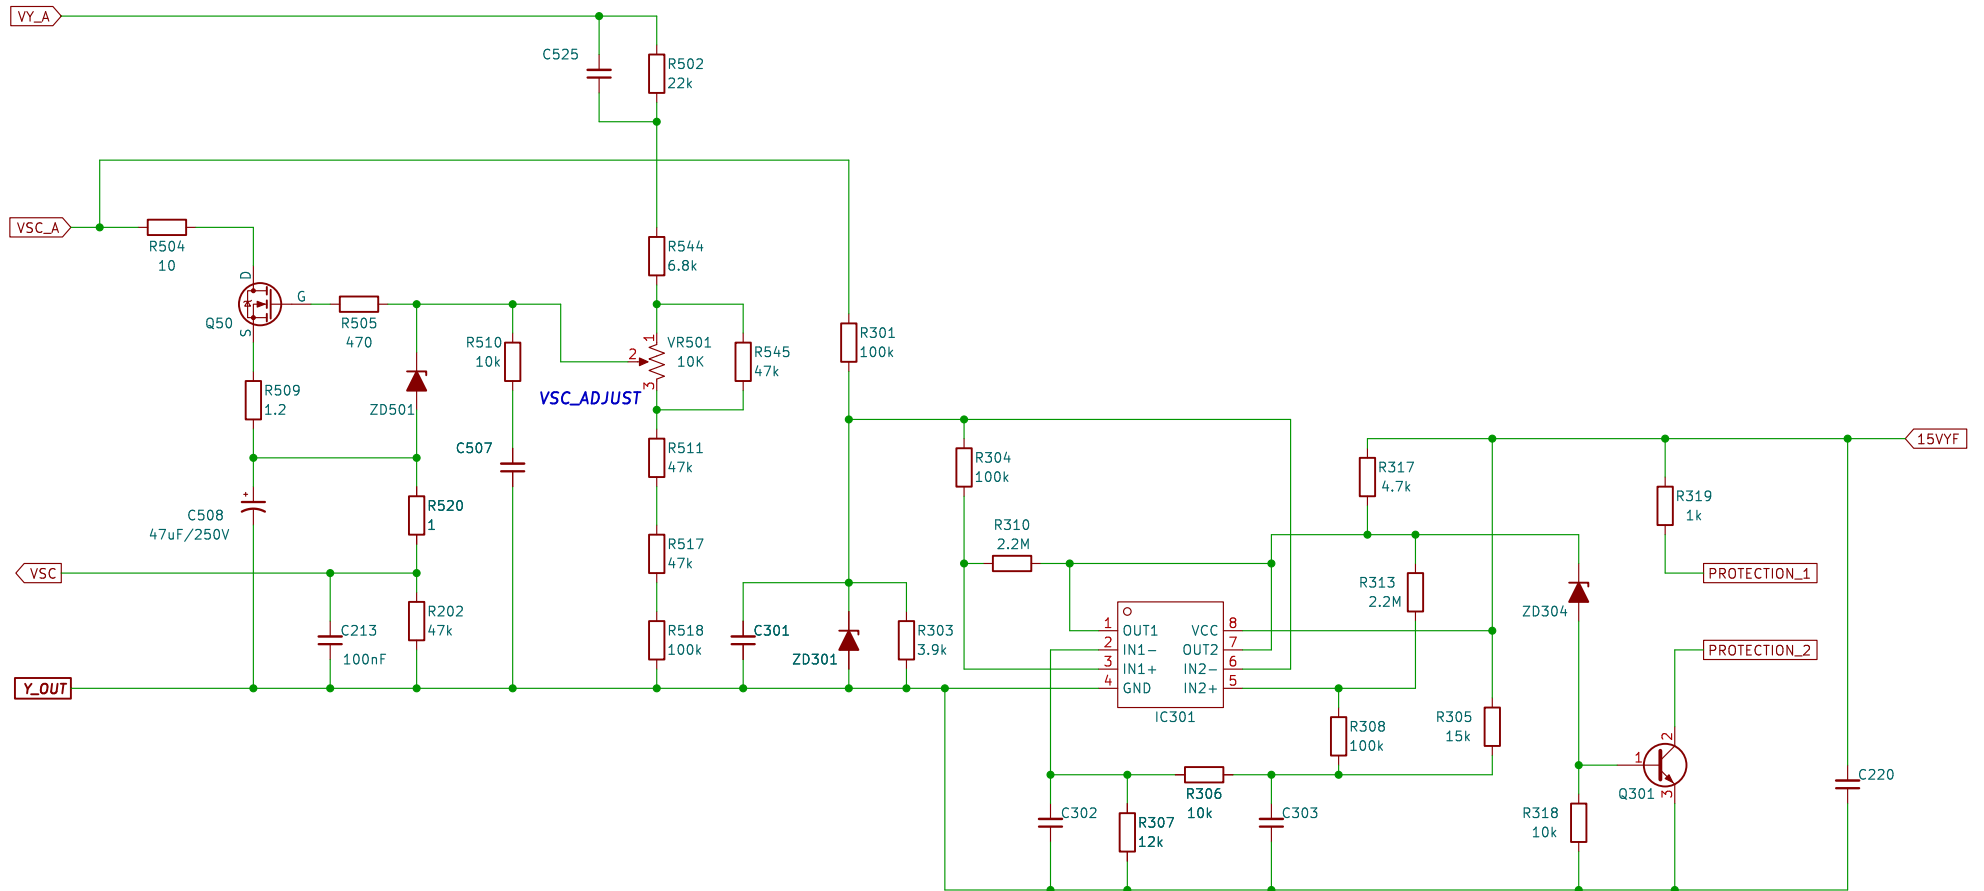 VY_A
C525
R502
22k
VSC_A
R504
10
D
G
S
Q50
R505
470
R544
6.8k
R510
10k
1
2
3
VR501
10K
R545
47k
VSC_ADJUST
R301
100k
R509
1.2
ZD501
C507
R511
47k
R304
100k
R317
4.7k
15VYF
R319
1k
C508
47uF/250V
R520
1
R310
2.2M
R517
47k
VSC
PROTECTION_1
R313
2.2M
ZD304
C213
100nF
R202
47k
R518
100k
C301
ZD301
R303
3.9k
1
2
3
4
OUT1
IN1-
IN1+
GND
VCC
OUT2
IN2-
IN2+
8
7
6
5
IC301
PROTECTION_2
Y_OUT
R308
100k
R305
15k
R306
10k
C302
R307
12k
C303
R318
10k
1
2
3
Q301
C220